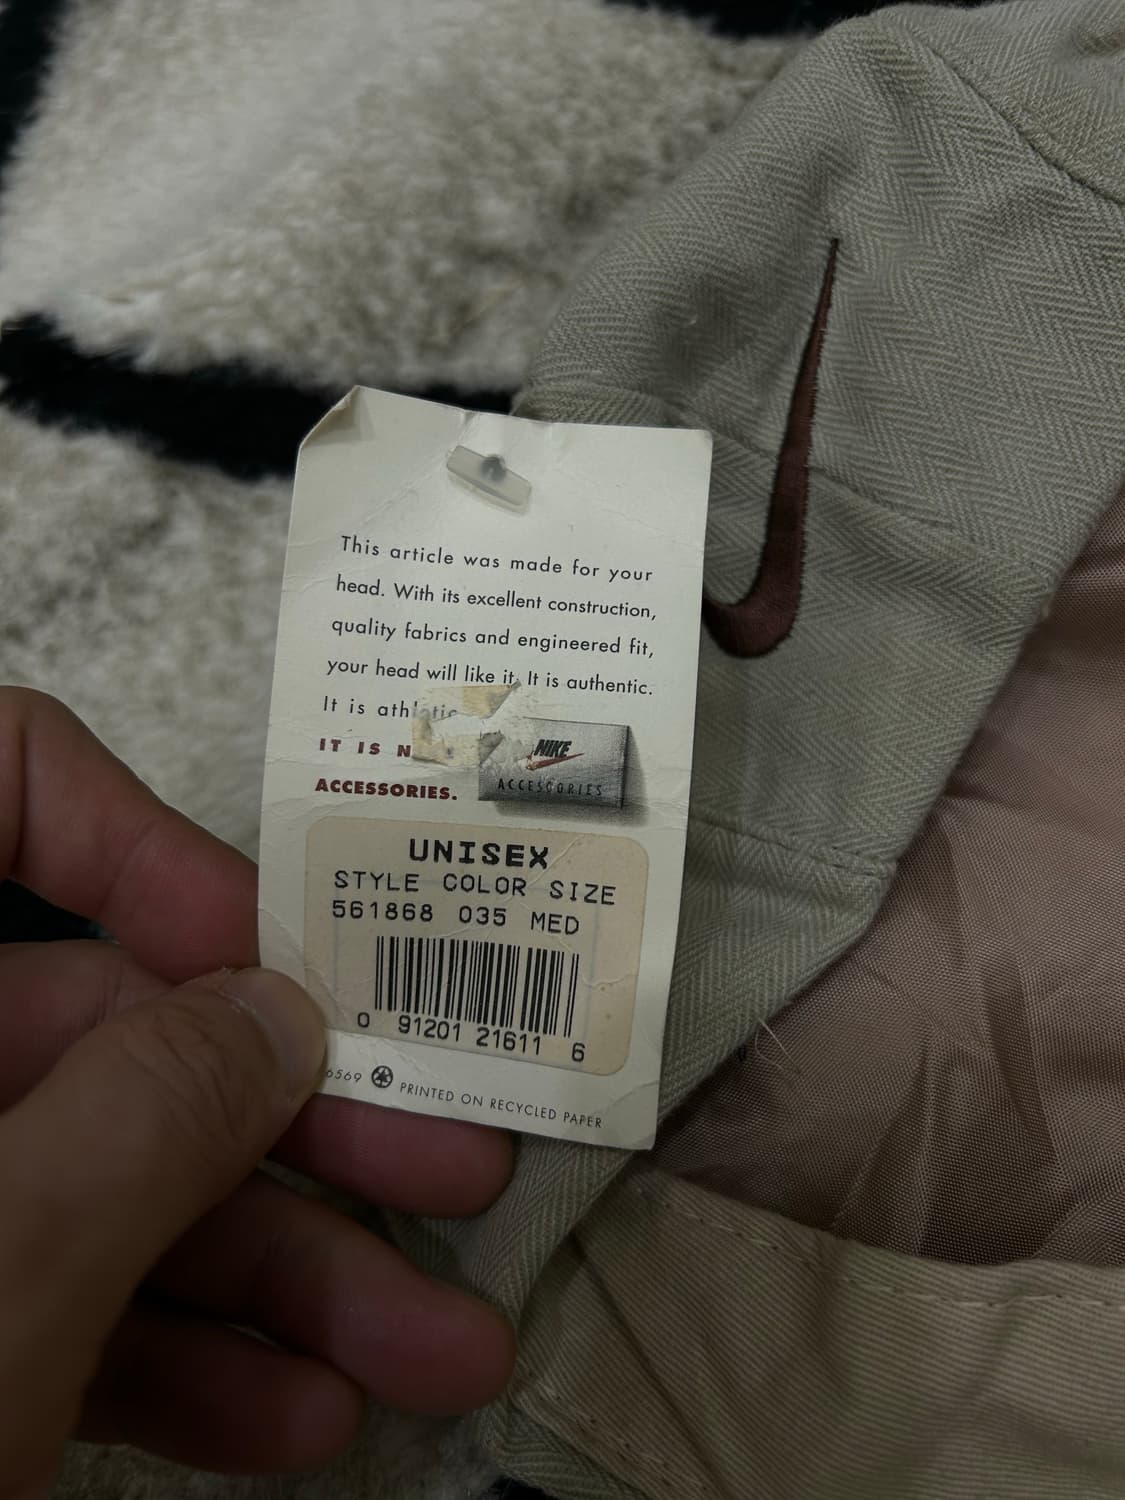 This article was made for your
head. With its excellent construction,
quality fabrics and engineered fit,
your head will like it. It is authentic.
It is athletic
IT IS
ACCESSORIES.
NIKE
ACCESSORIES
UNISEX
STYLE COLOR SIZE
561868 035 MED
0 91201 21611 6
6569 PRINTED ON RECYCLED PAPER